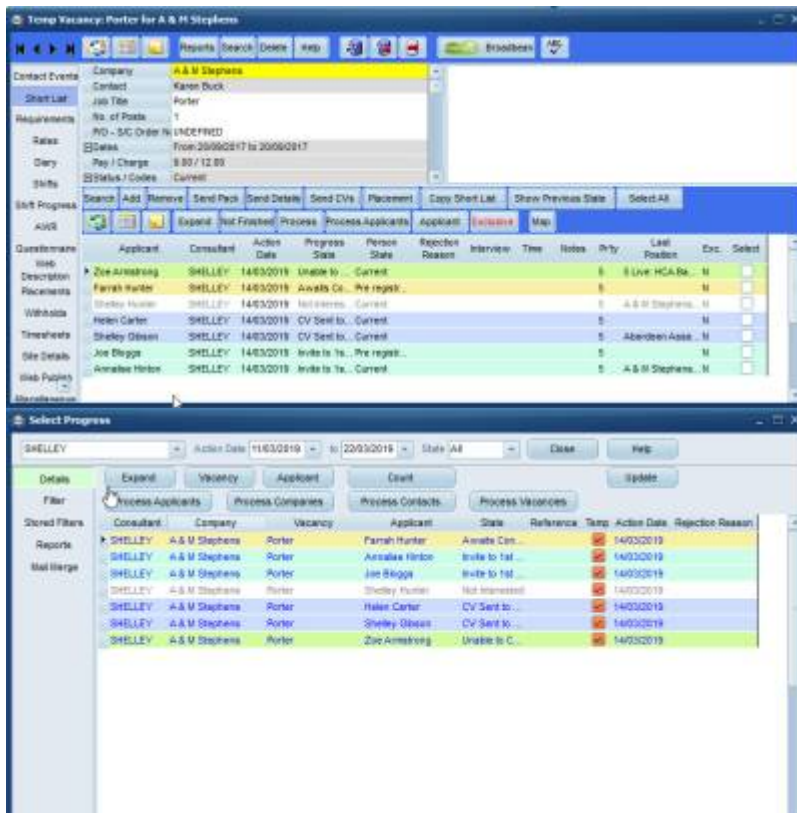 Temp Vacancy: Porter for A & M Stephens
Reports Search Delete Help Broadbean ABC
Contact Events
Short List
Requirements
Rates
Diary
Shifts
Shift Progress
AWR
Questionnaire
Web Description
Placements
Withholds
Timesheets
Site Details
Web Publish
Miscellaneous
Company A & M Stephens
Contact Karen Buck
Job Title Porter
No. of Posts 1
P/O - S/C Order N UNDEFINED
Dates From 20/09/2017 to 20/09/2017
Pay / Charge 8.00 / 12.00
Status / Codes Current
Search Add Remove Send Pack Send Details Send CVs Placement Copy Short List Show Previous State Select All
Expand Not Finished Process Process Applicants Applicant Exclusive Map
Applicant Consultant Action Date Progress State Person State Rejection Reason Interview Time Notes Prty Last Position Exc. Select
Zoe Armstrong SHELLEY 14/03/2019 Unable to ... Current 5 5 Live: HCA Ba... N
Farrah Hunter SHELLEY 14/03/2019 Awaits Co... Pre registr... 5 N
Shelley Hunter SHELLEY 14/03/2019 Not Interes... Current 5 A & M Stephens... N
Helen Carter SHELLEY 14/03/2019 CV Sent to... Current 5 N
Shelley Gibson SHELLEY 14/03/2019 CV Sent to... Current 5 Aberdeen Asse... N
Joe Bloggs SHELLEY 14/03/2019 Invite to 1s... Pre registr... 5 N
Annalise Hinton SHELLEY 14/03/2019 Invite to 1s... Current 5 A & M Stephens... N
Select Progress
SHELLEY Action Date 11/03/2019 to 22/03/2019 State All Close Help
Details
Filter
Stored Filters
Reports
Mail Merge
Expand Vacancy Applicant Count Update
Process Applicants Process Companies Process Contacts Process Vacancies
Consultant Company Vacancy Applicant State Reference Temp Action Date Rejection Reason
SHELLEY A & M Stephens Porter Farrah Hunter Awaits Con... 14/03/2019
SHELLEY A & M Stephens Porter Annalise Hinton Invite to 1st ... 14/03/2019
SHELLEY A & M Stephens Porter Joe Bloggs Invite to 1st ... 14/03/2019
SHELLEY A & M Stephens Porter Shelley Hunter Not Interested 14/03/2019
SHELLEY A & M Stephens Porter Helen Carter CV Sent to ... 14/03/2019
SHELLEY A & M Stephens Porter Shelley Gibson CV Sent to ... 14/03/2019
SHELLEY A & M Stephens Porter Zoe Armstrong Unable to C... 14/03/2019